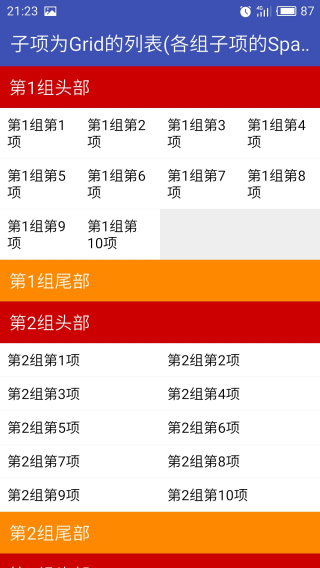 21:23 4G 87
子项为Grid的列表(各组子项的Spa..
第1组头部
第1组第1项 第1组第2项 第1组第3项 第1组第4项
第1组第5项 第1组第6项 第1组第7项 第1组第8项
第1组第9项 第1组第10项
第1组尾部
第2组头部
第2组第1项 第2组第2项
第2组第3项 第2组第4项
第2组第5项 第2组第6项
第2组第7项 第2组第8项
第2组第9项 第2组第10项
第2组尾部